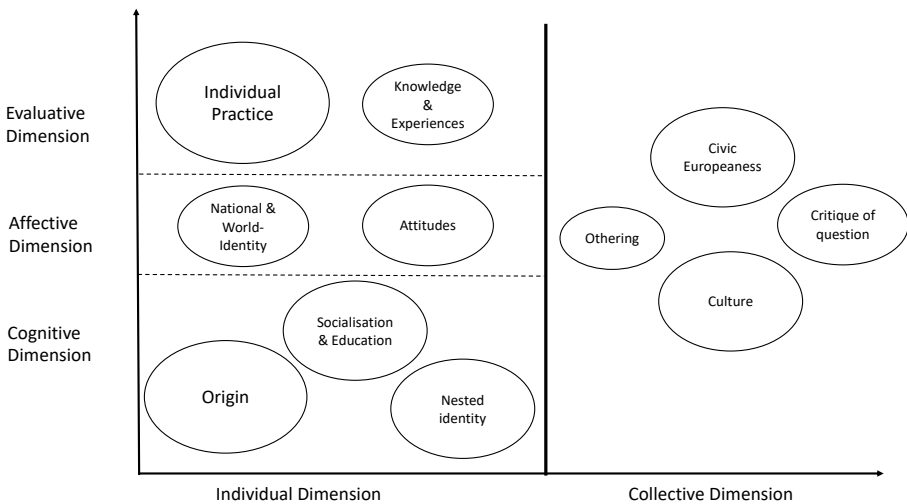 Evaluative
Dimension
Individual
Practice
Knowledge
&
Experiences
Affective
Dimension
National &
World-
Identity
Attitudes
Cognitive
Dimension
Socialisation
& Education
Origin
Nested
identity
Civic
Europeaness
Othering
Critique of
question
Culture
Individual Dimension
Collective Dimension